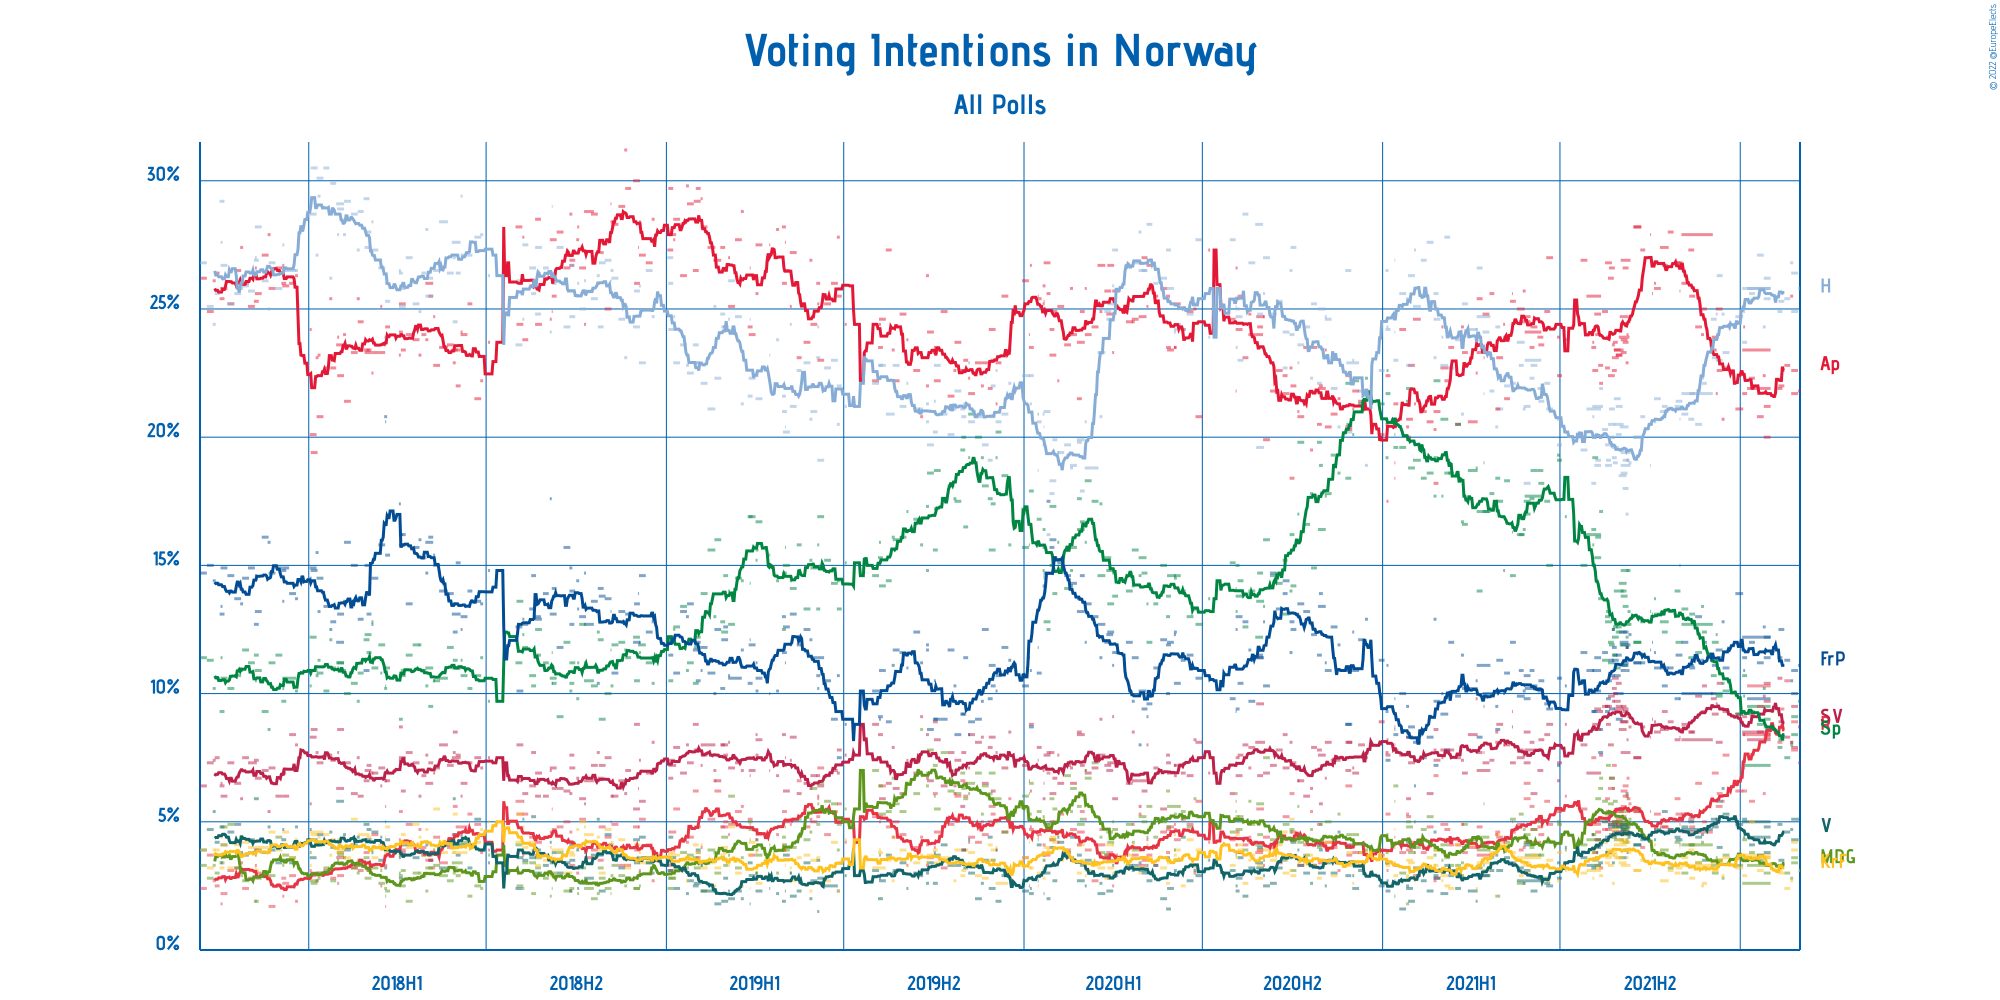 © 2022 @EuropeElects
Voting Intentions in Norway
All Polls
30%
25%
20%
15%
10%
5%
0%
H
Ap
FrP
SV
Sp
V
MDG
KrF
2018H1 2018H2 2019H1 2019H2 2020H1 2020H2 2021H1 2021H2